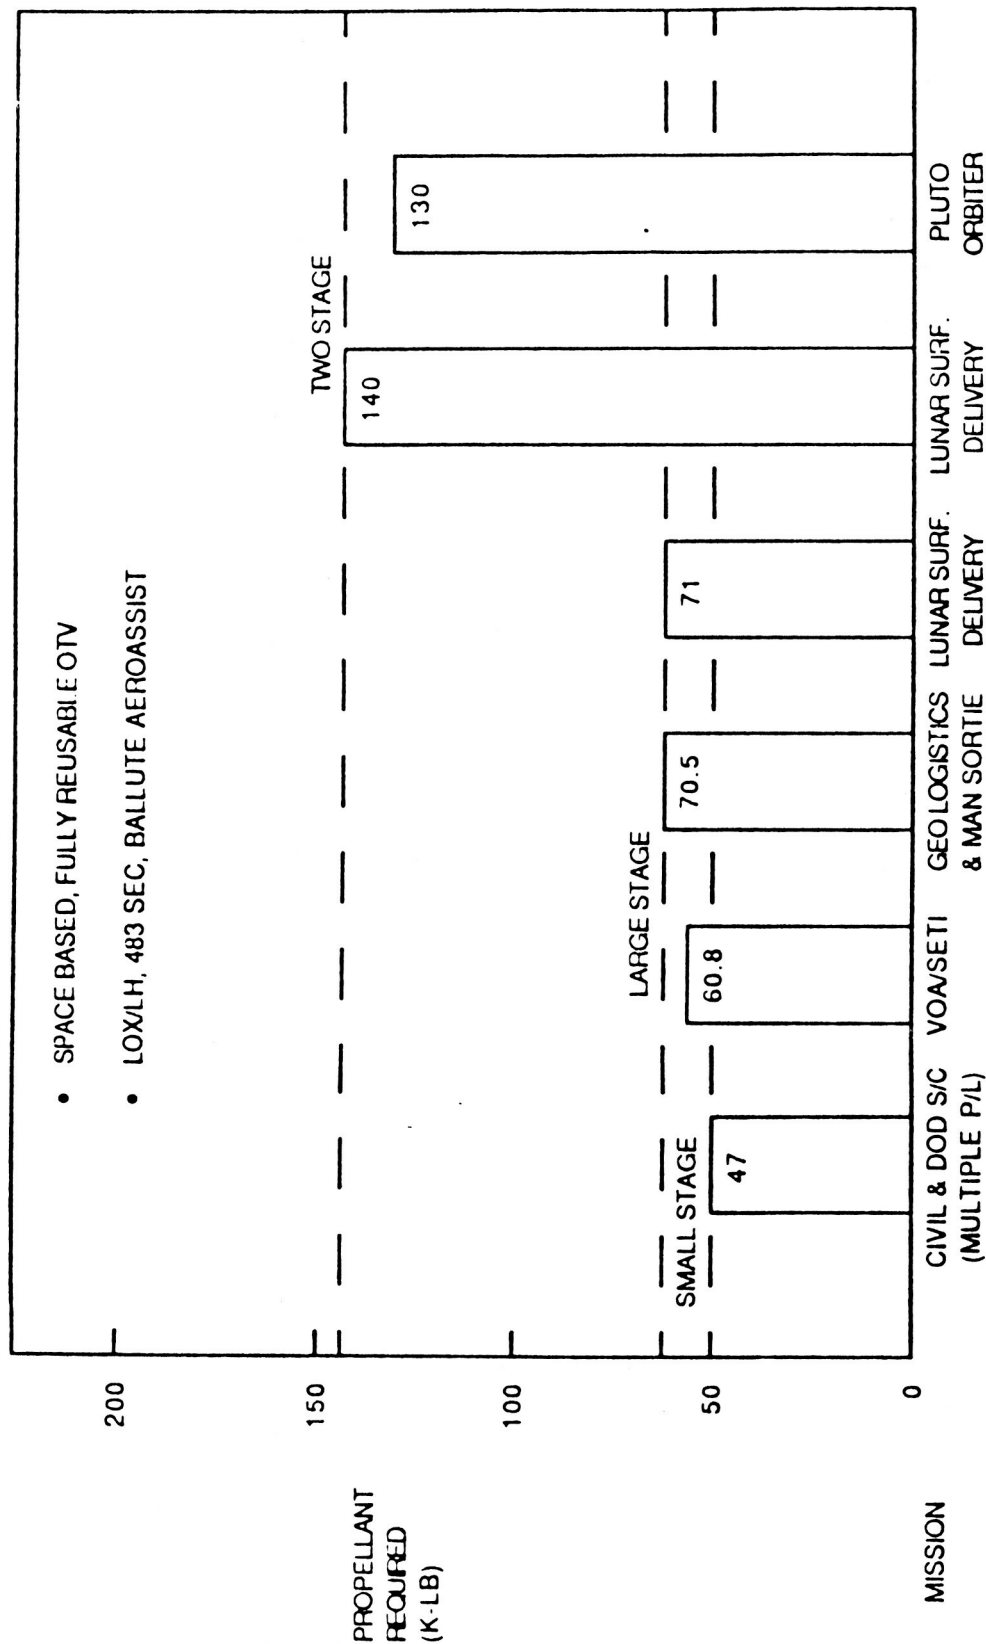 • SPACE BASED, FULLY REUSABLE OTV
• LOX/LH, 483 SEC, BALLUTE AEROASSIST
PROPELLANT
REQUIRED
(K-LB)
200
150
100
50
0
TWO STAGE
LARGE STAGE
SMALL STAGE
47
60.8
70.5
71
140
130
MISSION
CIVIL & DOD S/C
(MULTIPLE P/L)
VOA/SETI
GEO LOGISTICS
& MAN SORTIE
LUNAR SURF.
DELIVERY
LUNAR SURF.
DELIVERY
PLUTO
ORBITER